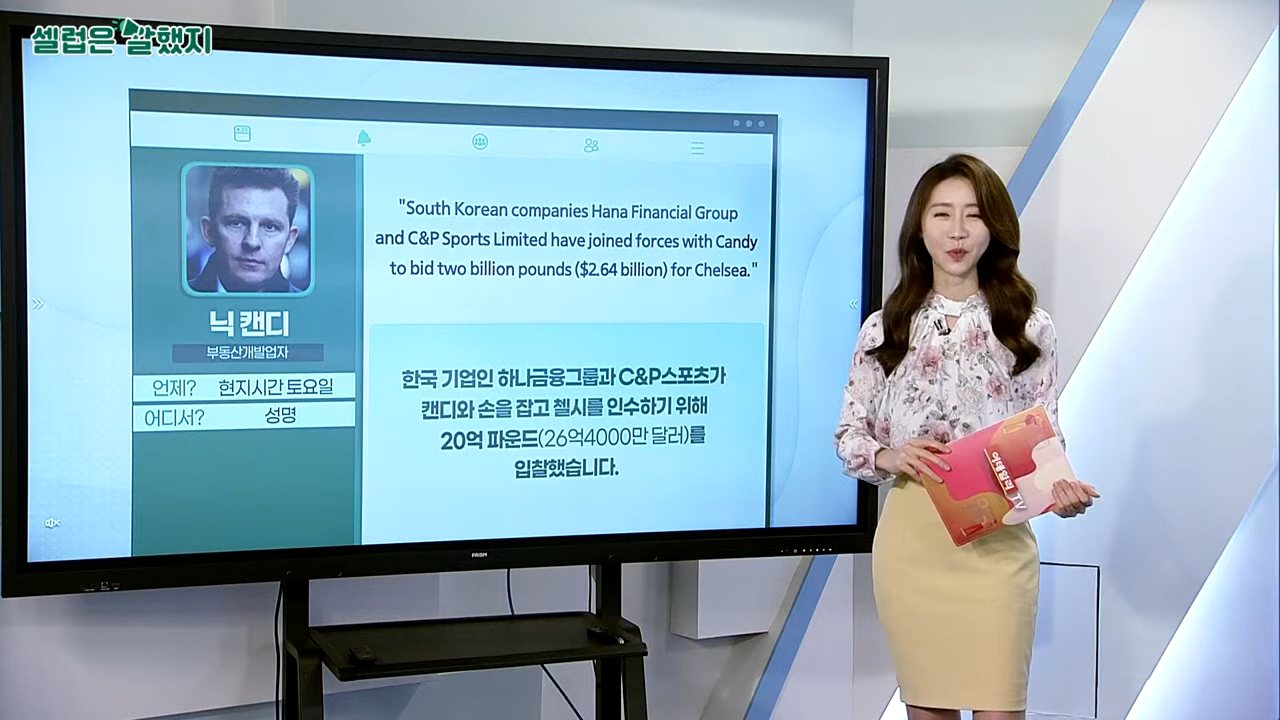 셀럽은 말했지
"South Korean companies Hana Financial Group
and C&P Sports Limited have joined forces with Candy
to bid two billion pounds ($2.64 billion) for Chelsea."
닉 캔디
부동산개발업자
언제? 현지시간 토요일
어디서? 성명
한국 기업인 하나금융그룹과 C&P스포츠가
캔디와 손을 잡고 첼시를 인수하기 위해
20억 파운드(26억4000만 달러)를
입찰했습니다.
PRISM
이데일리 TV